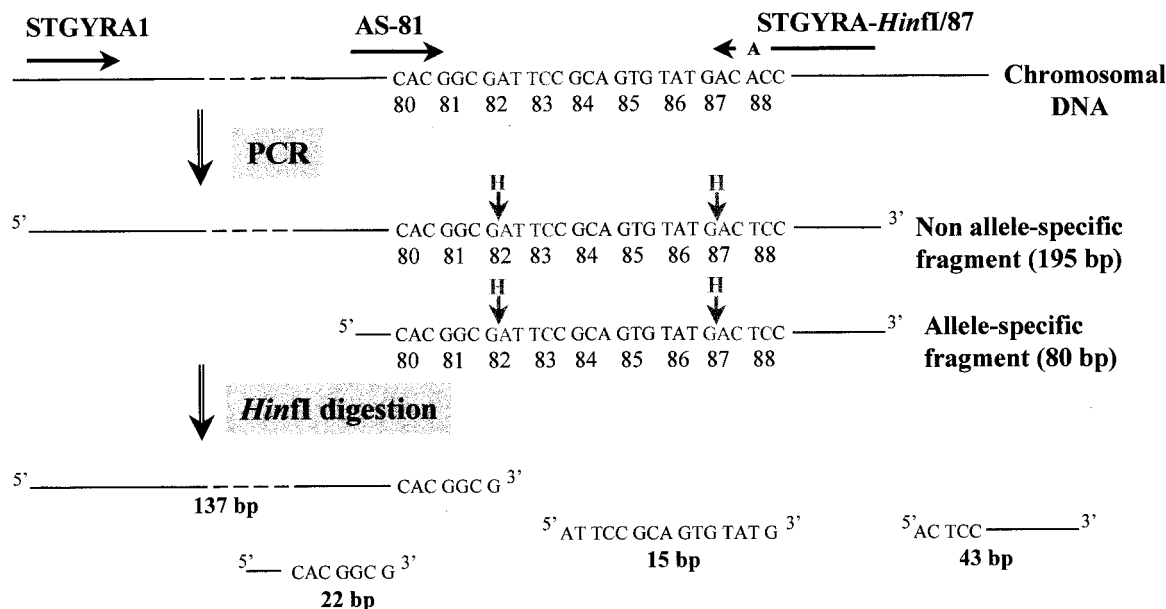 STGYRA1
AS-81
STGYRA-HinfI/87
A
CAC GGC GAT TCC GCA GTG TAT GAC ACC
80 81 82 83 84 85 86 87 88
Chromosomal
DNA
PCR
H H
5’ CAC GGC GAT TCC GCA GTG TAT GAC TCC 3’
80 81 82 83 84 85 86 87 88
Non allele-specific
fragment (195 bp)
H H
5’ CAC GGC GAT TCC GCA GTG TAT GAC TCC 3’
80 81 82 83 84 85 86 87 88
Allele-specific
fragment (80 bp)
HinfI digestion
5’ CAC GGC G 3’
137 bp
5’ AT TCC GCA GTG TAT G 3’
15 bp
5’ AC TCC 3’
43 bp
5’ CAC GGC G 3’
22 bp